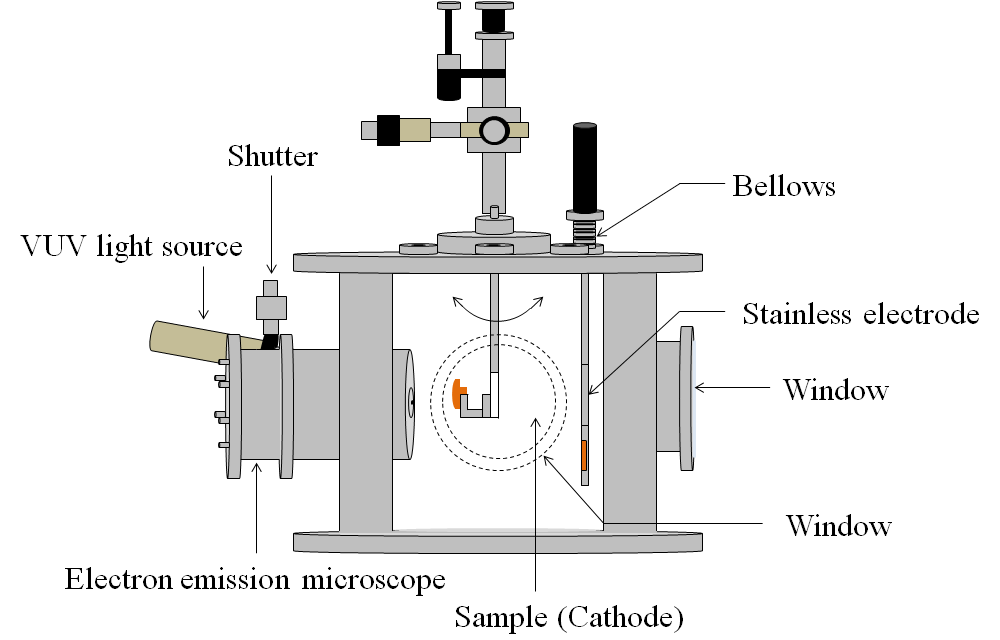 Shutter
Bellows
VUV light source
Stainless electrode
Window
Window
Electron emission microscope
Sample (Cathode)